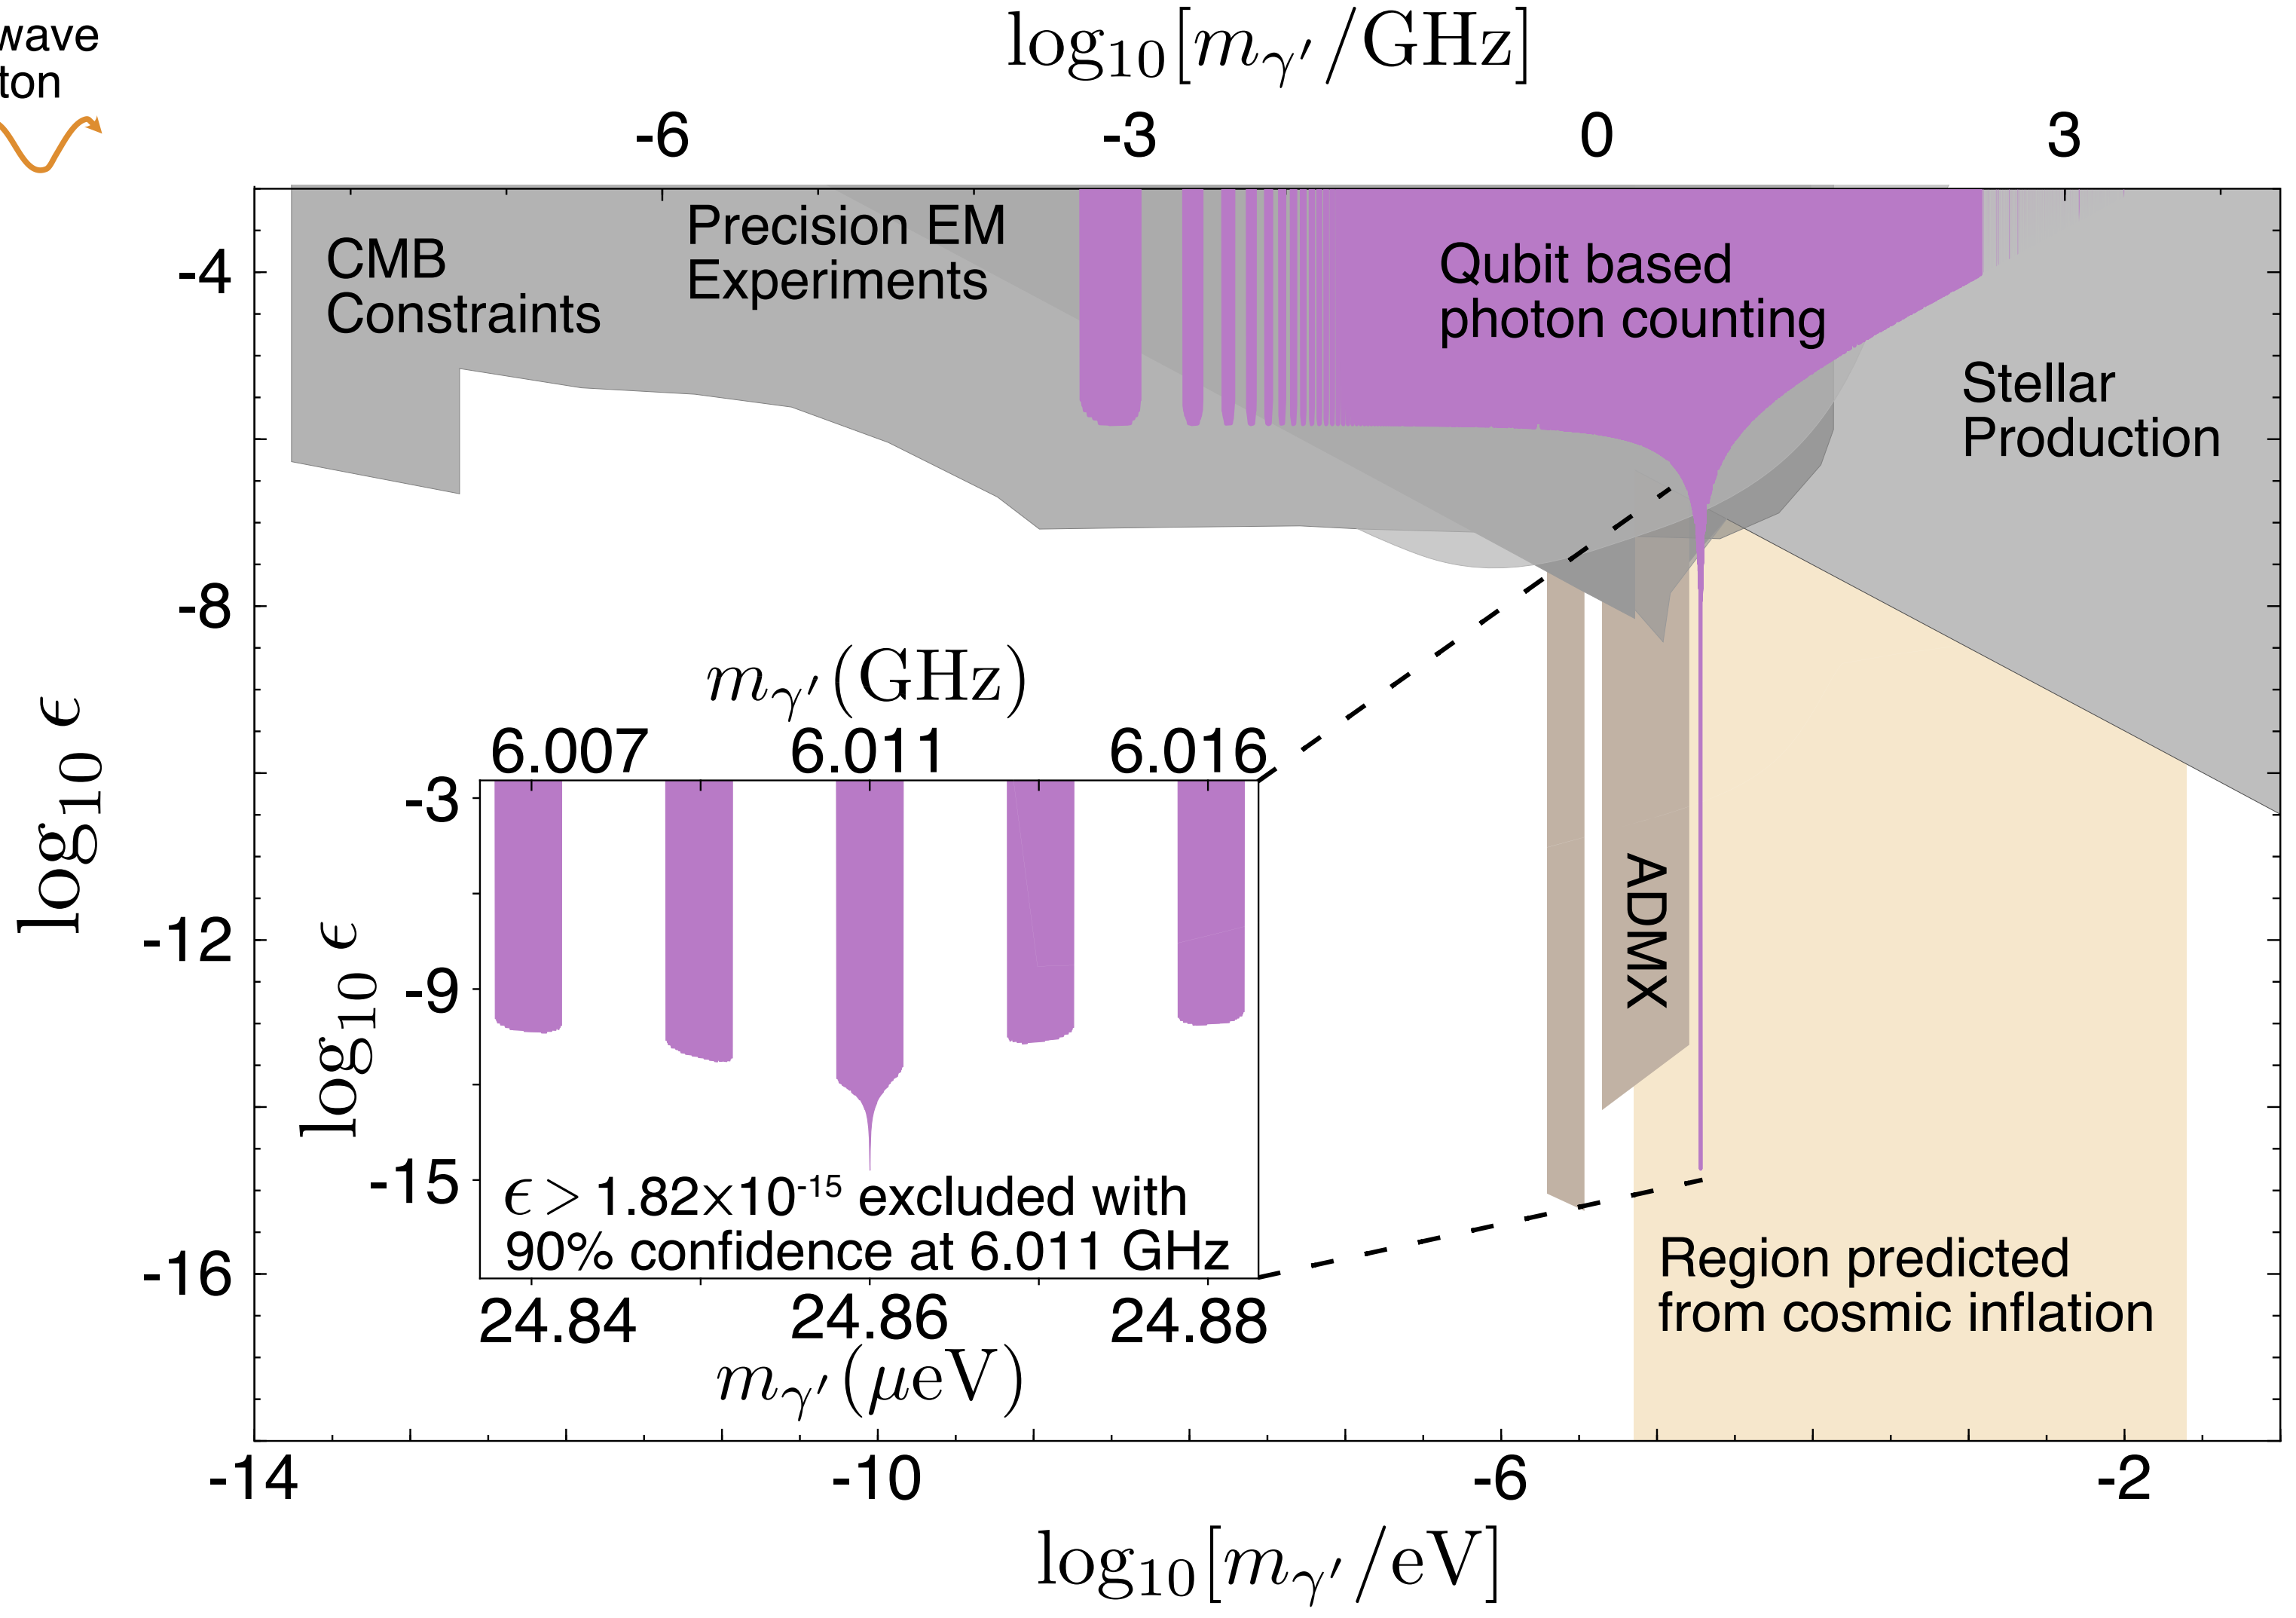 wave
ton
log₁₀[mγ′/GHz]
-6 -3 0 3
-4
-8
-12
-16
log₁₀ ϵ
CMB
Constraints
Precision EM
Experiments
Qubit based
photon counting
Stellar
Production
ADMX
Region predicted
from cosmic inflation
mγ′(GHz)
6.007 6.011 6.016
-3
-9
-15
log₁₀ ϵ
ϵ > 1.82×10⁻¹⁵ excluded with
90% confidence at 6.011 GHz
24.84 24.86 24.88
mγ′(μeV)
-14 -10 -6 -2
log₁₀[mγ′/eV]